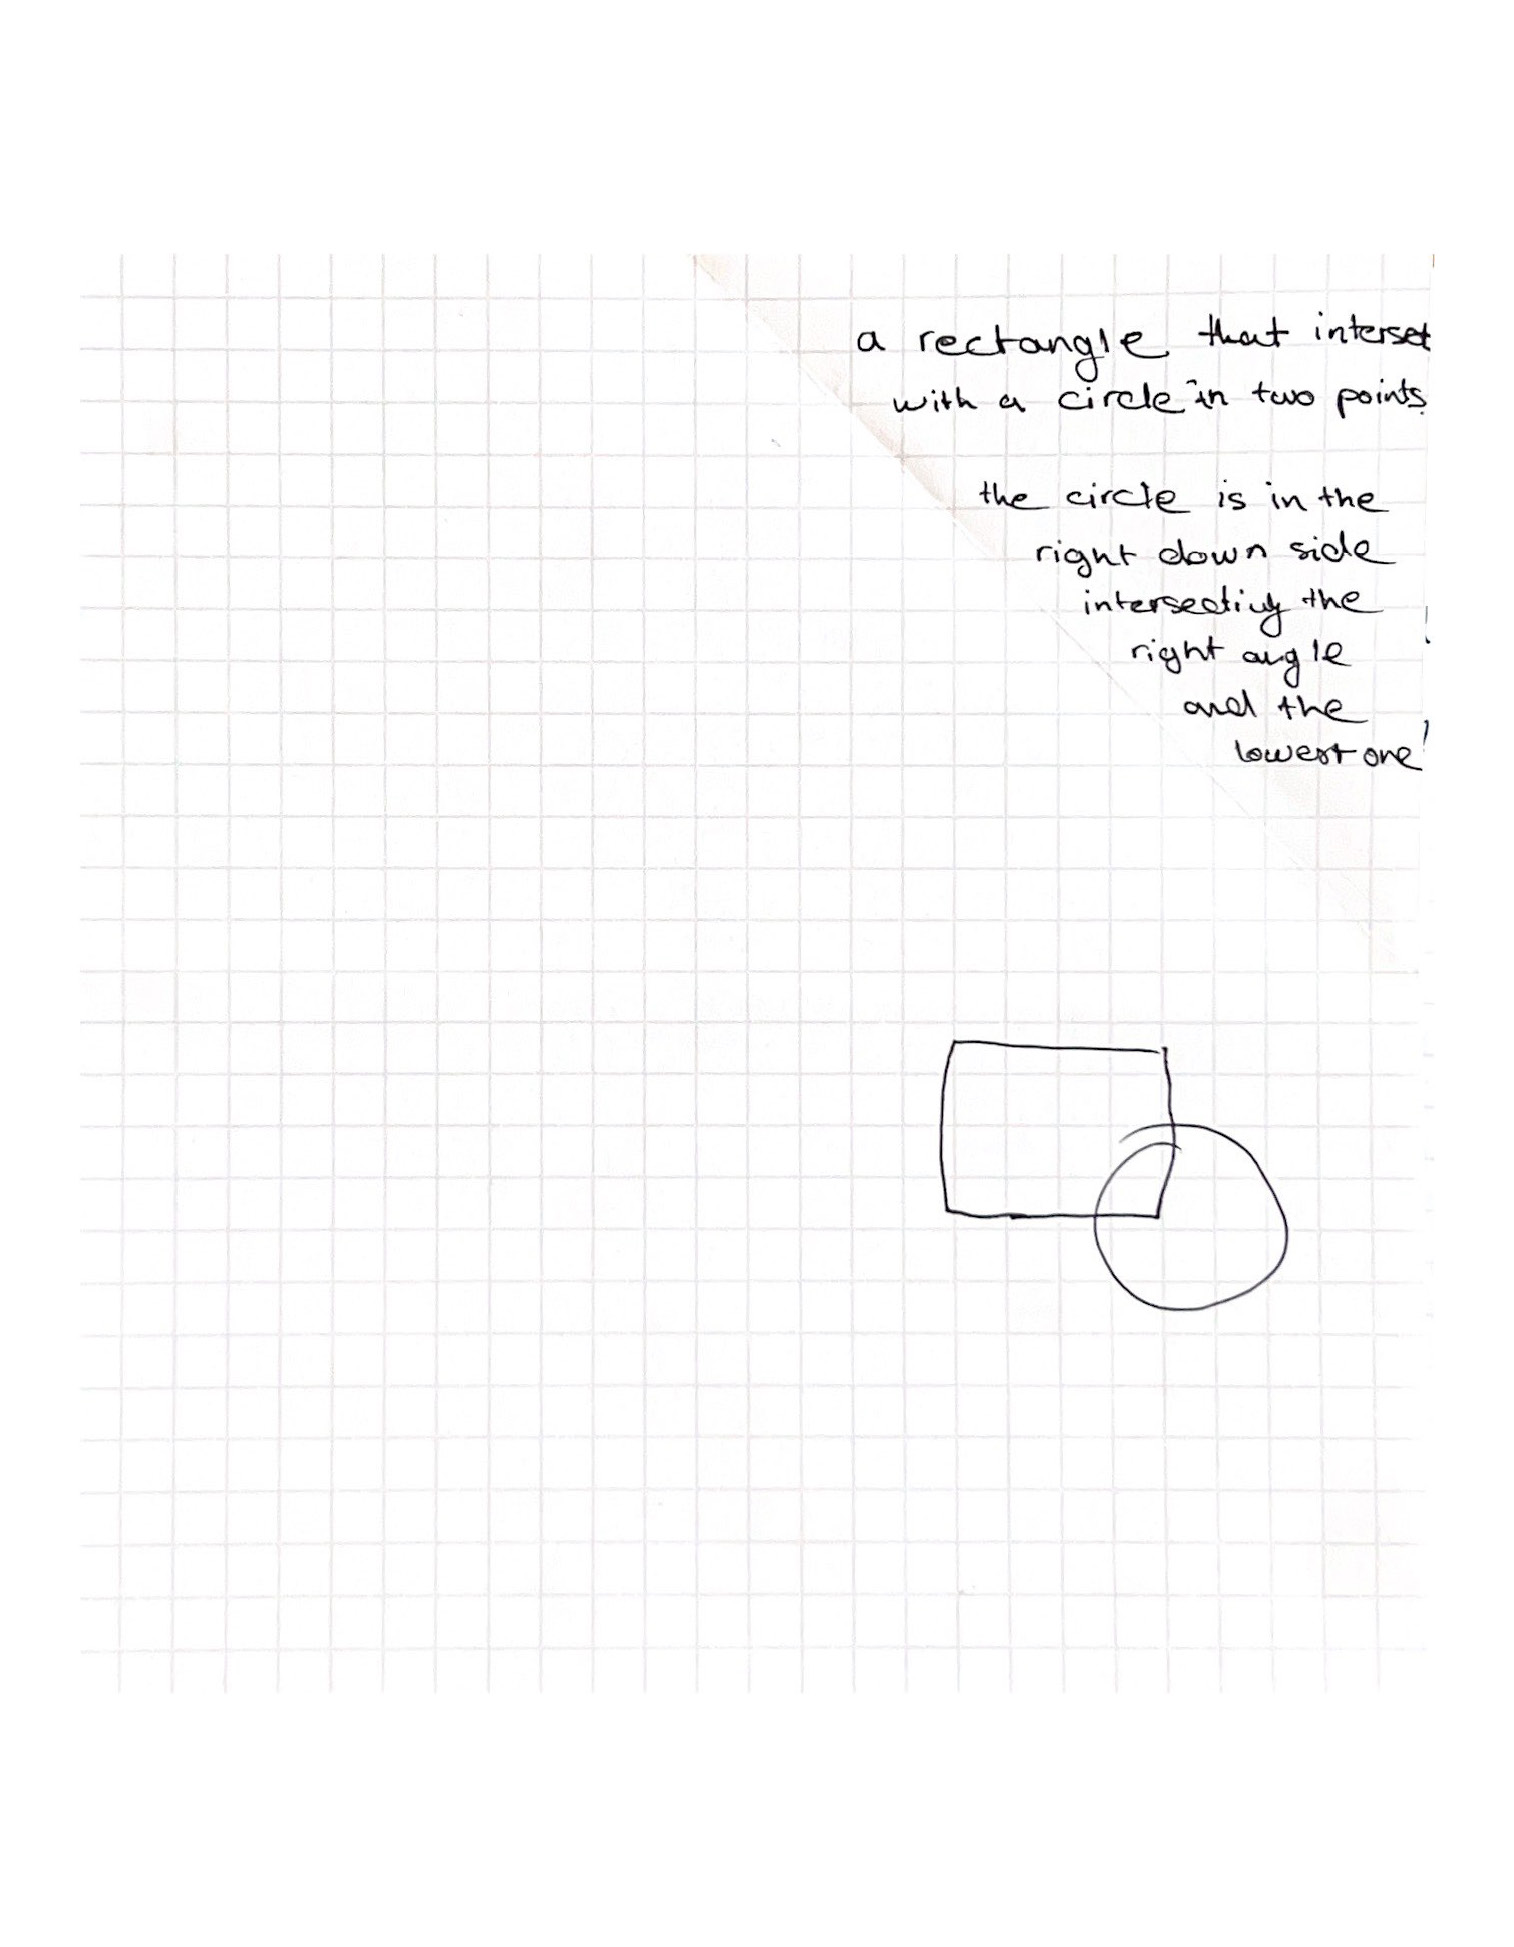 a rectangle that interset
with a circle in two points.
the circle is in the
right down side
intersecting the
right angle
and the
lowest one